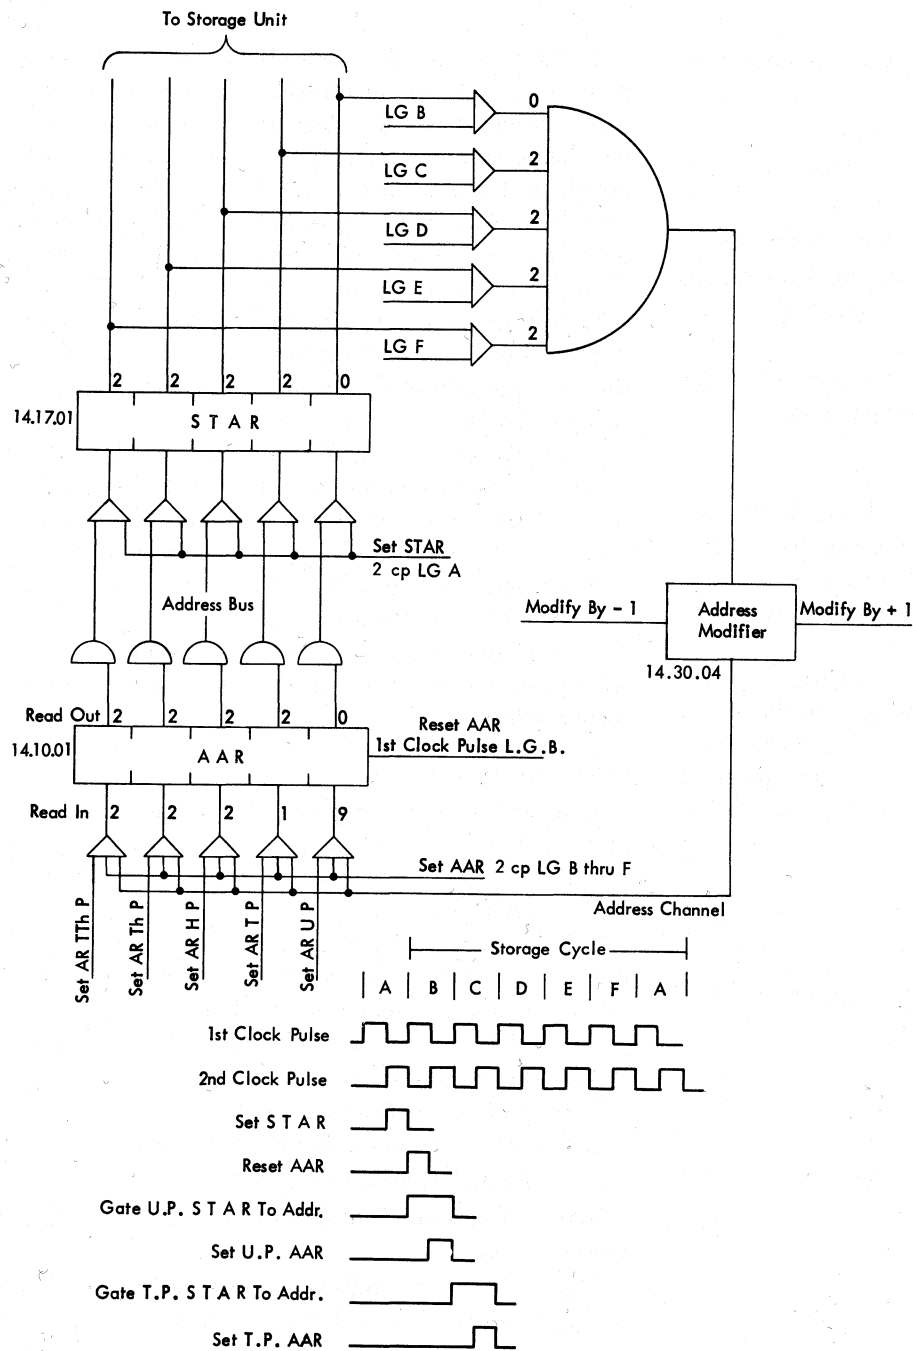 To Storage Unit
LG B
0
LG C
2
LG D
2
LG E
2
LG F
2
2 2 2 2 0
14.17.01
S T A R
Set STAR
2 cp LG A
Address Bus
Modify By - 1
Address
Modifier
Modify By + 1
14.30.04
Read Out 2 2 2 2 0
14.10.01
A A R
Reset AAR
1st Clock Pulse L.G.B.
Read In 2 2 2 1 9
Set AAR 2 cp LG B thru F
Address Channel
Set AR TTh P
Set AR Th P
Set AR H P
Set AR T P
Set AR U P
Storage Cycle
A B C D E F A
1st Clock Pulse
2nd Clock Pulse
Set S T A R
Reset AAR
Gate U.P. S T A R To Addr.
Set U.P. AAR
Gate T.P. S T A R To Addr.
Set T.P. AAR